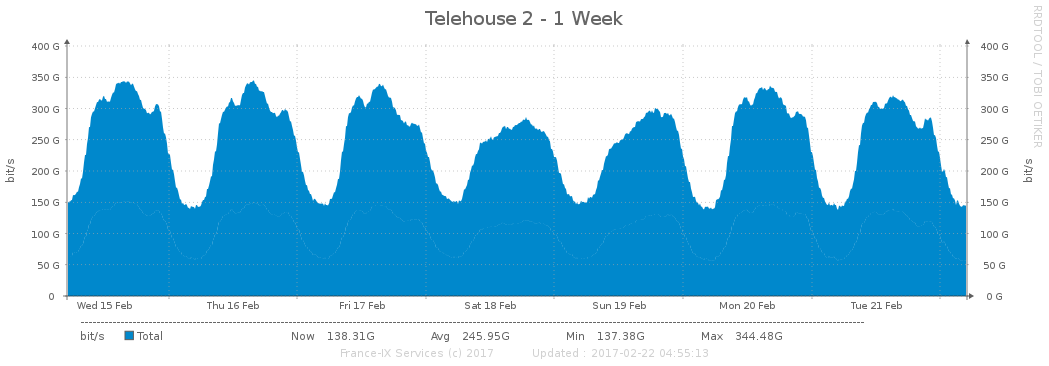 Telehouse 2 - 1 Week
RRDTOOL / TOBI OETIKER
400 G 400 G
350 G 350 G
300 G 300 G
250 G 250 G
200 G 200 G
150 G 150 G
100 G 100 G
50 G 50 G
0 0 G
bit/s bit/s
Wed 15 Feb Thu 16 Feb Fri 17 Feb Sat 18 Feb Sun 19 Feb Mon 20 Feb Tue 21 Feb
bit/s Total Now 138.31G Avg 245.95G Min 137.38G Max 344.48G
France-IX Services (c) 2017 Updated : 2017-02-22 04:55:13